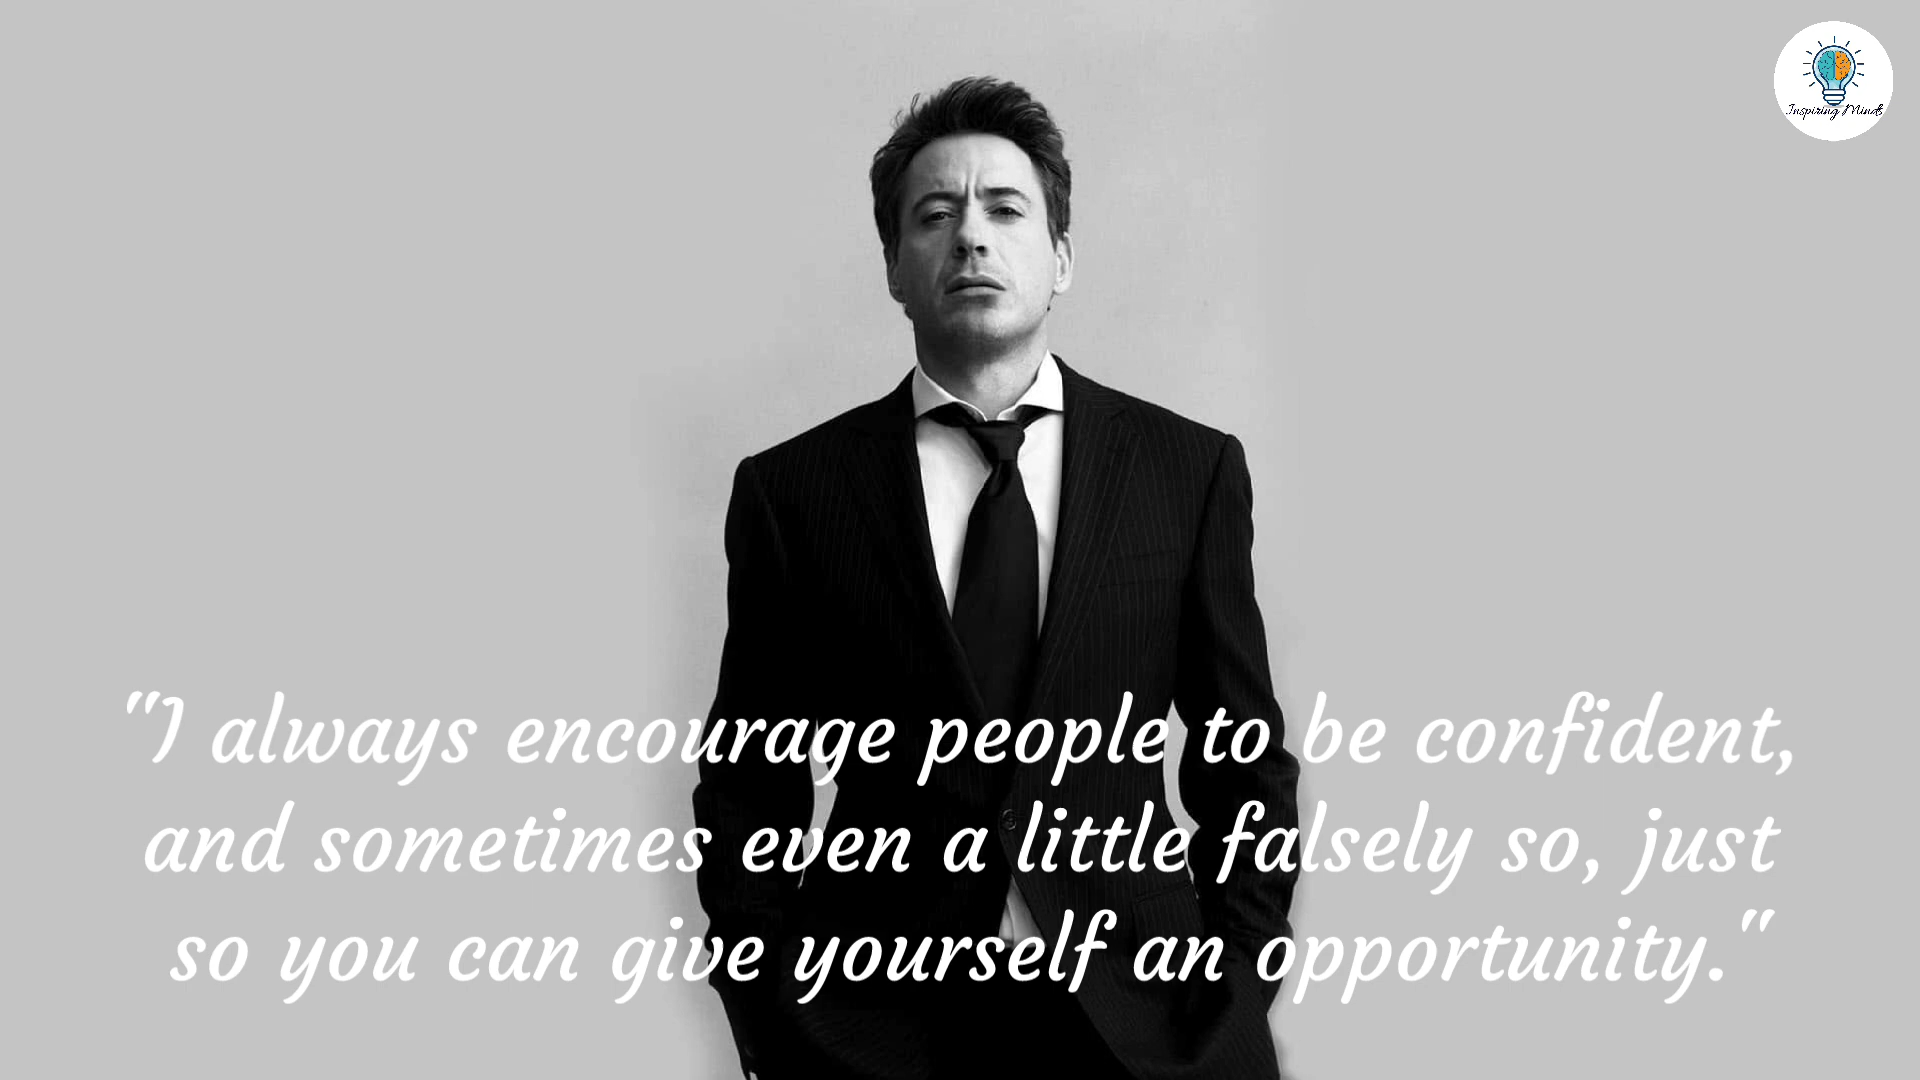 Inspiring Minds
"I always encourage people to be confident,
and sometimes even a little falsely so, just
so you can give yourself an opportunity."